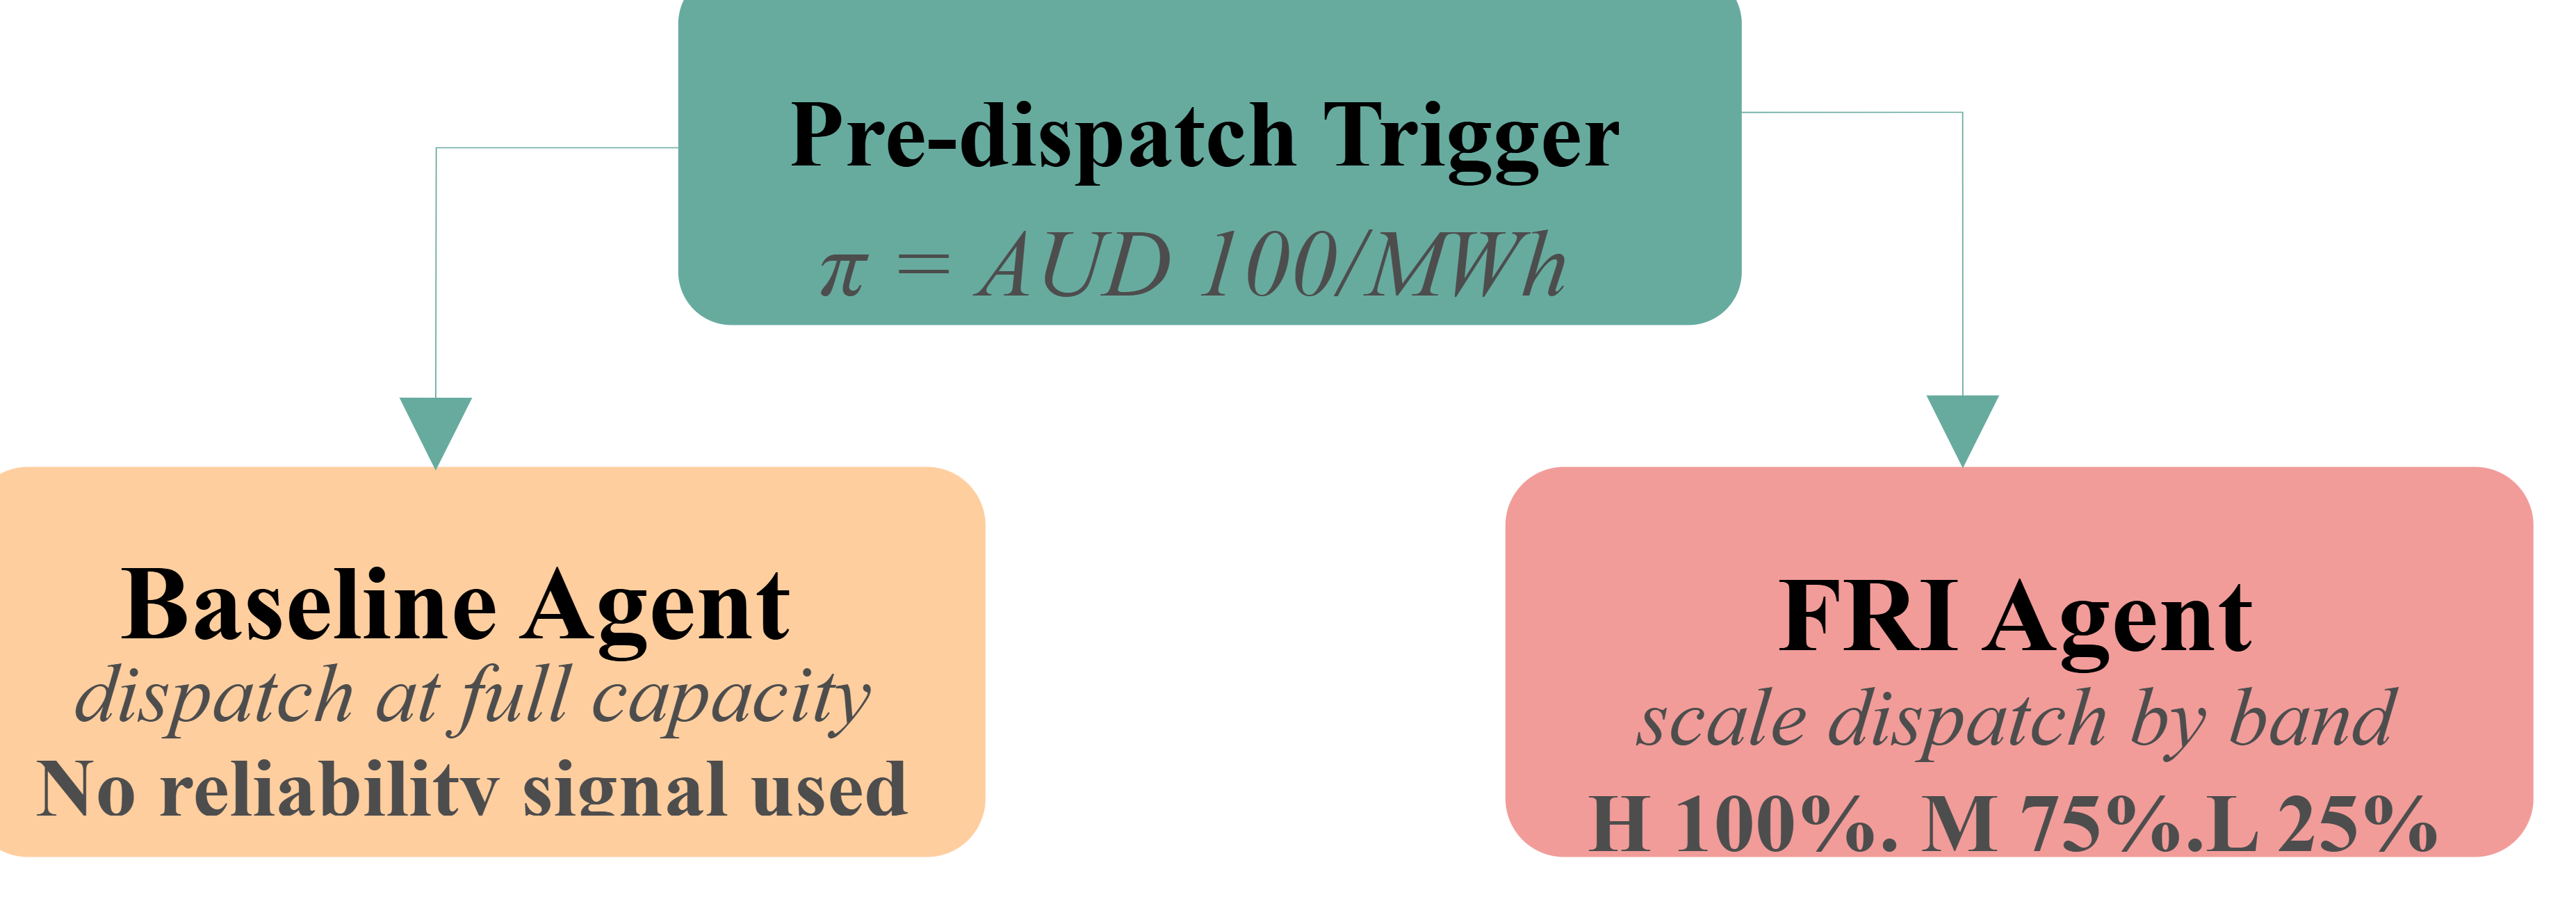 Pre-dispatch Trigger
π = AUD 100/MWh
Baseline Agent
dispatch at full capacity
No reliability signal used
FRI Agent
scale dispatch by band
H 100%. M 75%.L 25%